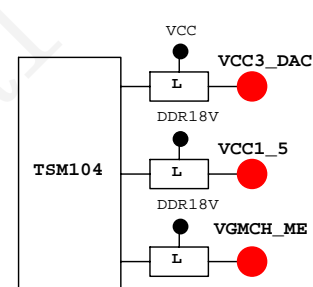 VCC
VCC3_DAC
L
DDR18V
VCC1_5
TSM104
L
DDR18V
VGMCH_ME
L